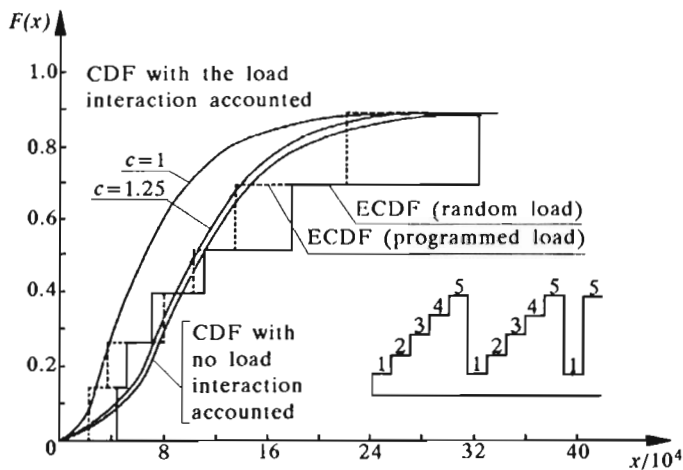 F(x)
1.0
CDF with the load
interaction accounted
0.8
c=1
c=1.25
0.6
ECDF (random load)
ECDF (programmed load)
0.4
CDF with
no load
interaction
accounted
0.2
1 2 3 4 5 1 2 3 4 5 1 5
0 8 16 24 32 40
x/10⁴